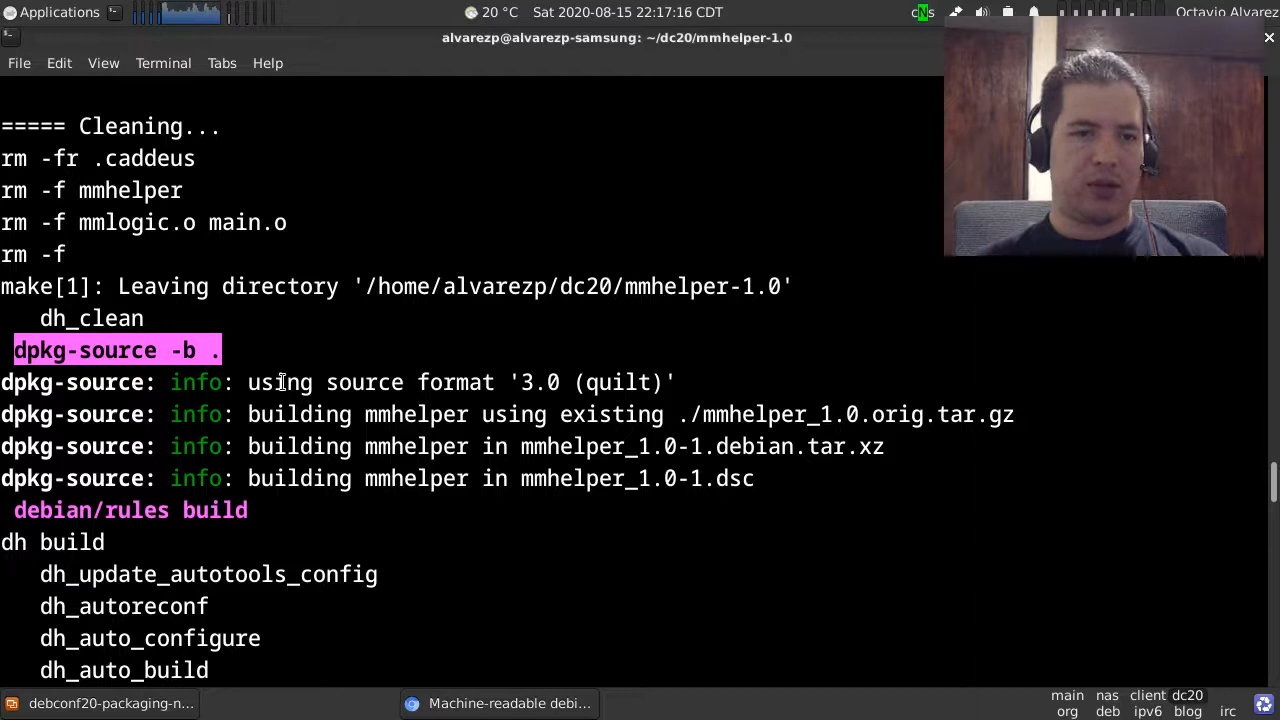 Applications
20 °C Sat 2020-08-15 22:17:16 CDT
cNs
Octavio Alvarez
alvarezp@alvarezp-samsung: ~/dc20/mmhelper-1.0
File Edit View Terminal Tabs Help
===== Cleaning...
rm -fr .caddeus
rm -f mmhelper
rm -f mmlogic.o main.o
rm -f
make[1]: Leaving directory '/home/alvarezp/dc20/mmhelper-1.0'
dh_clean
dpkg-source -b .
dpkg-source: info: using source format '3.0 (quilt)'
dpkg-source: info: building mmhelper using existing ./mmhelper_1.0.orig.tar.gz
dpkg-source: info: building mmhelper in mmhelper_1.0-1.debian.tar.xz
dpkg-source: info: building mmhelper in mmhelper_1.0-1.dsc
debian/rules build
dh build
dh_update_autotools_config
dh_autoreconf
dh_auto_configure
dh_auto_build
debconf20-packaging-n...
Machine-readable debi...
main nas client dc20
org deb ipv6 blog irc